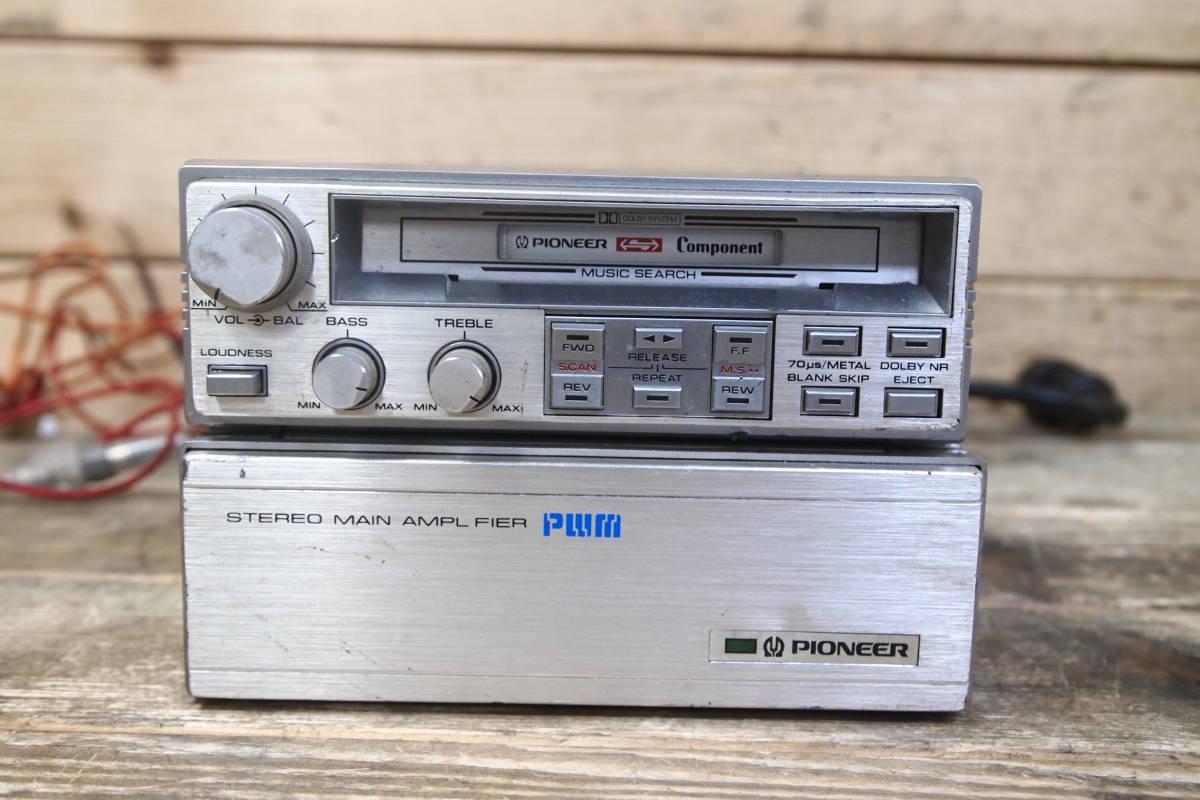 DOLBY SYSTEM
PIONEER Component
MUSIC SEARCH
MIN MAX
VOL BAL
BASS
TREBLE
LOUDNESS
MIN MAX
MIN MAX
FWD
SCAN
REV
RELEASE
REPEAT
F.F
M.S
REW
70µs/METAL
BLANK SKIP
DOLBY NR
EJECT
STEREO MAIN AMPL FIER PWM
PIONEER